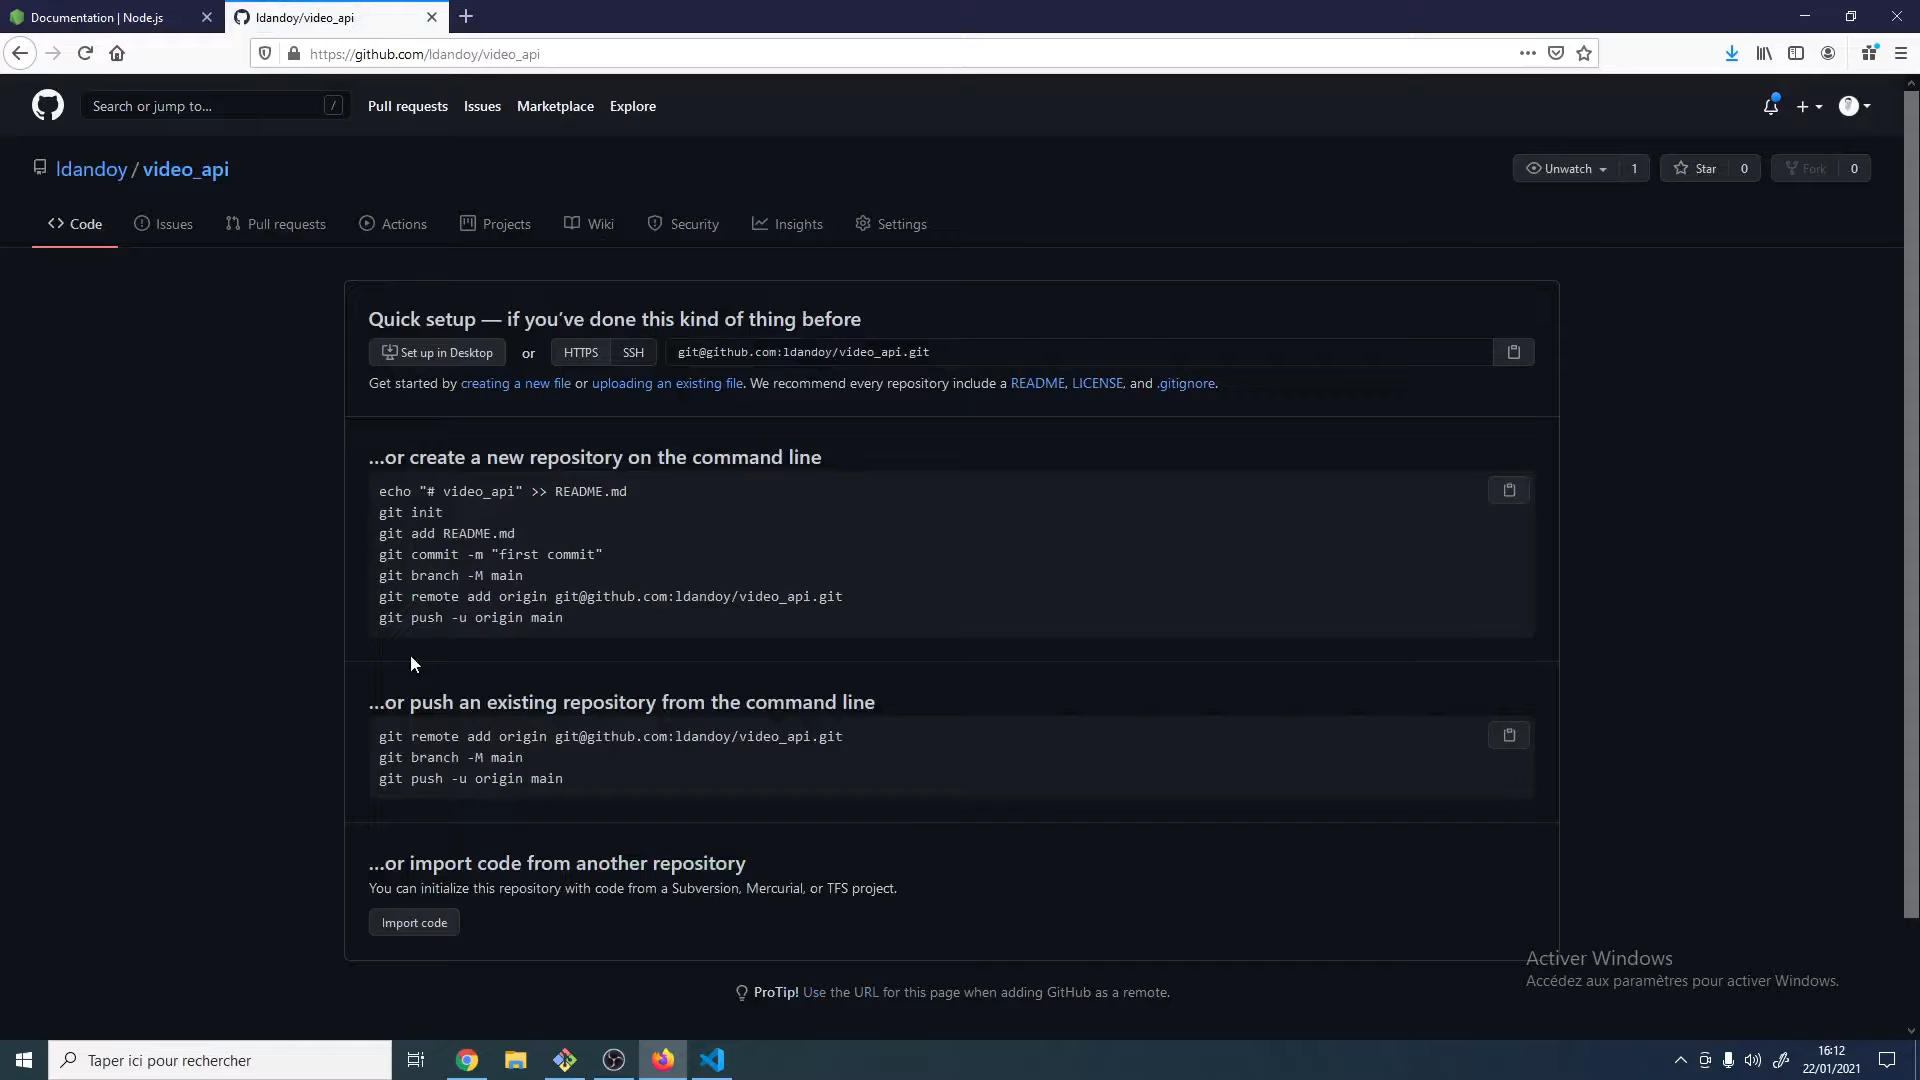 Documentation | Node.js
ldandoy/video_api
https://github.com/ldandoy/video_api
Search or jump to...
/
Pull requests
Issues
Marketplace
Explore
ldandoy / video_api
Unwatch
1
Star
0
Fork
0
Code
Issues
Pull requests
Actions
Projects
Wiki
Security
Insights
Settings
Quick setup — if you've done this kind of thing before
Set up in Desktop
or
HTTPS
SSH
git@github.com:ldandoy/video_api.git
Get started by creating a new file or uploading an existing file. We recommend every repository include a README, LICENSE, and .gitignore.
...or create a new repository on the command line
echo "# video_api" >> README.md
git init
git add README.md
git commit -m "first commit"
git branch -M main
git remote add origin git@github.com:ldandoy/video_api.git
git push -u origin main
...or push an existing repository from the command line
git remote add origin git@github.com:ldandoy/video_api.git
git branch -M main
git push -u origin main
...or import code from another repository
You can initialize this repository with code from a Subversion, Mercurial, or TFS project.
Import code
Activer Windows
Accédez aux paramètres pour activer Windows.
ProTip! Use the URL for this page when adding GitHub as a remote.
Taper ici pour rechercher
16:12
22/01/2021